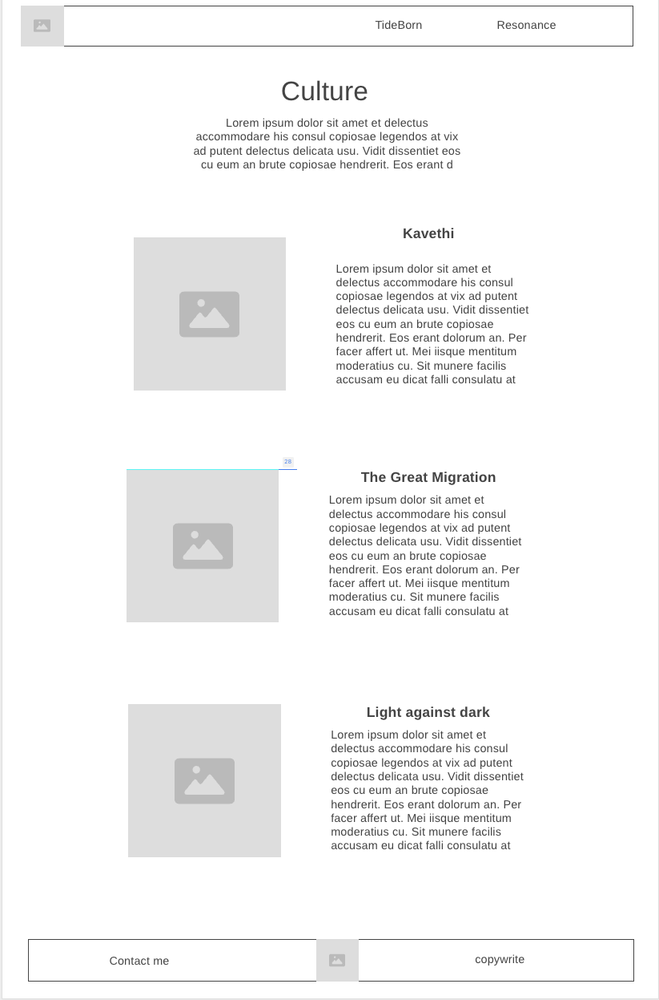 TideBorn Resonance
Culture
Lorem ipsum dolor sit amet et delectus
accommodare his consul copiosae legendos at vix
ad putent delectus delicata usu. Vidit dissentiet eos
cu eum an brute copiosae hendrerit. Eos erant d
Kavethi
Lorem ipsum dolor sit amet et
delectus accommodare his consul
copiosae legendos at vix ad putent
delectus delicata usu. Vidit dissentiet
eos cu eum an brute copiosae
hendrerit. Eos erant dolorum an. Per
facer affert ut. Mei iisque mentitum
moderatius cu. Sit munere facilis
accusam eu dicat falli consulatu at
28
The Great Migration
Lorem ipsum dolor sit amet et
delectus accommodare his consul
copiosae legendos at vix ad putent
delectus delicata usu. Vidit dissentiet
eos cu eum an brute copiosae
hendrerit. Eos erant dolorum an. Per
facer affert ut. Mei iisque mentitum
moderatius cu. Sit munere facilis
accusam eu dicat falli consulatu at
Light against dark
Lorem ipsum dolor sit amet et
delectus accommodare his consul
copiosae legendos at vix ad putent
delectus delicata usu. Vidit dissentiet
eos cu eum an brute copiosae
hendrerit. Eos erant dolorum an. Per
facer affert ut. Mei iisque mentitum
moderatius cu. Sit munere facilis
accusam eu dicat falli consulatu at
Contact me copywrite